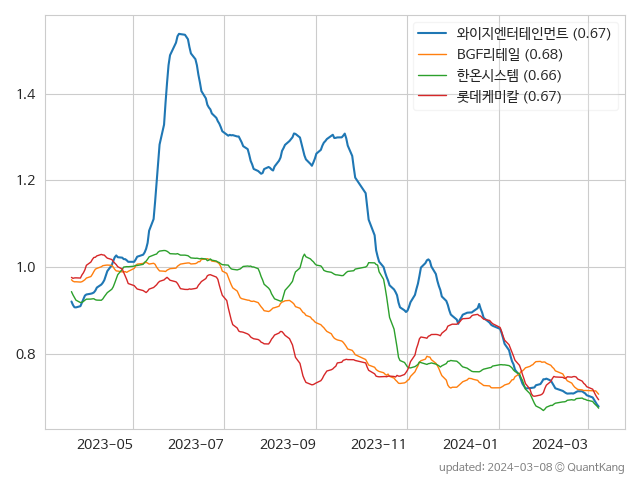 와이지엔터테인먼트 (0.67)
BGF리테일 (0.68)
한온시스템 (0.66)
롯데케미칼 (0.67)
1.4
1.2
1.0
0.8
2023-05 2023-07 2023-09 2023-11 2024-01 2024-03
updated: 2024-03-08 © QuantKang